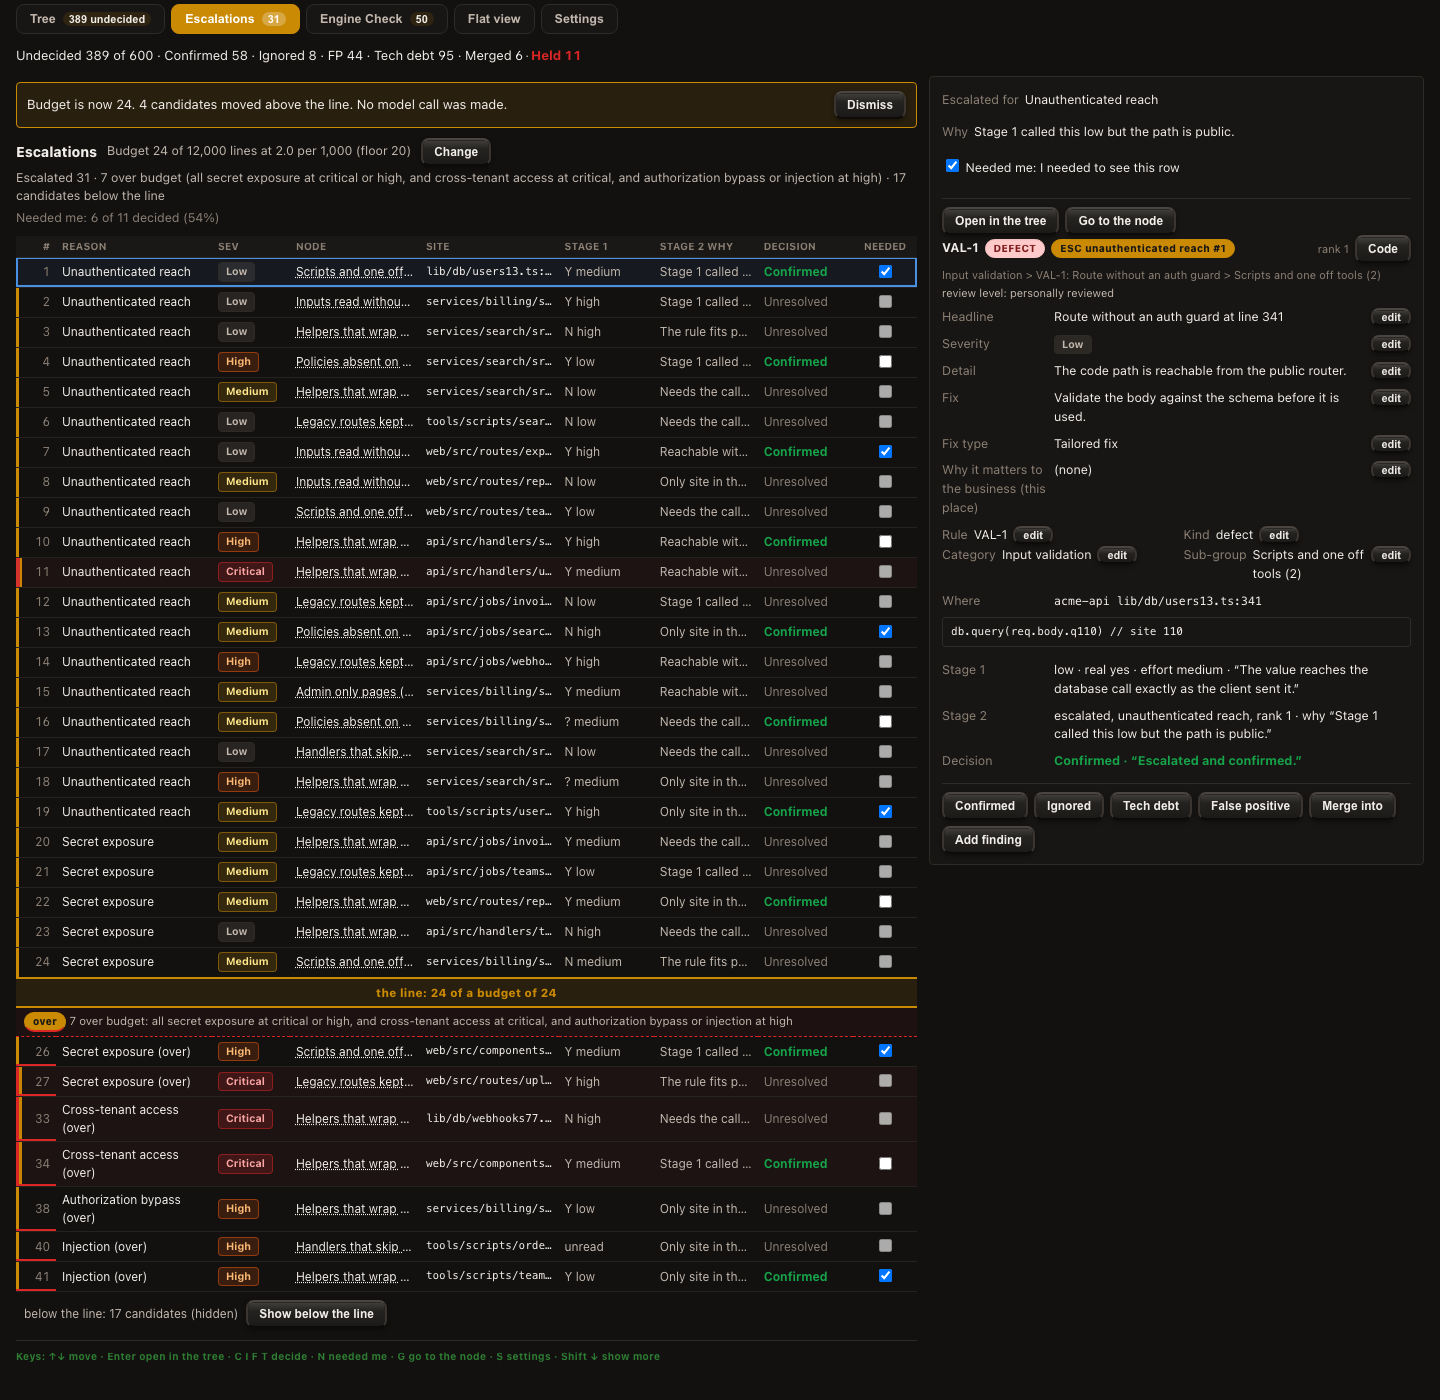 Tree 389 undecided Escalations 31 Engine Check 50 Flat view Settings
Undecided 389 of 600 · Confirmed 58 · Ignored 8 · FP 44 · Tech debt 95 · Merged 6 · Held 11
Budget is now 24. 4 candidates moved above the line. No model call was made. Dismiss
Escalations Budget 24 of 12,000 lines at 2.0 per 1,000 (floor 20) Change
Escalated 31 · 7 over budget (all secret exposure at critical or high, and cross-tenant access at critical, and authorization bypass or injection at high) · 17
candidates below the line
Needed me: 6 of 11 decided (54%)
# REASON SEV NODE SITE STAGE 1 STAGE 2 WHY DECISION NEEDED
1 Unauthenticated reach Low Scripts and one off… lib/db/users13.ts:… Y medium Stage 1 called … Confirmed
2 Unauthenticated reach Low Inputs read withou… services/billing/s… Y high Stage 1 called … Unresolved
3 Unauthenticated reach Low Helpers that wrap … services/search/sr… N high The rule fits p… Unresolved
4 Unauthenticated reach High Policies absent on … services/search/sr… Y low Stage 1 called … Confirmed
5 Unauthenticated reach Medium Helpers that wrap … services/search/sr… N low Needs the call… Unresolved
6 Unauthenticated reach Low Legacy routes kept… tools/scripts/sear… N low Needs the call… Unresolved
7 Unauthenticated reach Low Inputs read withou… web/src/routes/exp… Y high Reachable wit… Confirmed
8 Unauthenticated reach Medium Inputs read withou… web/src/routes/rep… N low Only site in th… Unresolved
9 Unauthenticated reach Low Scripts and one off… web/src/routes/tea… Y low Needs the call… Unresolved
10 Unauthenticated reach High Helpers that wrap … api/src/handlers/s… Y high Reachable wit… Confirmed
11 Unauthenticated reach Critical Helpers that wrap … api/src/handlers/u… Y medium Reachable wit… Unresolved
12 Unauthenticated reach Medium Legacy routes kept… api/src/jobs/invoi… N low Stage 1 called … Unresolved
13 Unauthenticated reach Medium Policies absent on … api/src/jobs/searc… N high Only site in th… Confirmed
14 Unauthenticated reach High Legacy routes kept… api/src/jobs/webho… Y high Reachable wit… Unresolved
15 Unauthenticated reach Medium Admin only pages (… services/billing/s… Y medium Reachable wit… Unresolved
16 Unauthenticated reach Medium Policies absent on … services/billing/s… ? medium Needs the call… Confirmed
17 Unauthenticated reach Low Handlers that skip … services/search/sr… N low Needs the call… Unresolved
18 Unauthenticated reach High Helpers that wrap … services/search/sr… ? medium Only site in th… Unresolved
19 Unauthenticated reach Medium Legacy routes kept… tools/scripts/user… Y high Only site in th… Confirmed
20 Secret exposure Medium Helpers that wrap … api/src/jobs/invoi… Y medium Needs the call… Unresolved
21 Secret exposure Medium Legacy routes kept… api/src/jobs/teams… Y low Stage 1 called … Unresolved
22 Secret exposure Medium Helpers that wrap … web/src/routes/rep… Y medium Only site in th… Confirmed
23 Secret exposure Low Helpers that wrap … api/src/handlers/t… N high Needs the call… Unresolved
24 Secret exposure Medium Scripts and one off… services/billing/s… N medium The rule fits p… Unresolved
the line: 24 of a budget of 24
over 7 over budget: all secret exposure at critical or high, and cross-tenant access at critical, and authorization bypass or injection at high
26 Secret exposure (over) High Scripts and one off… web/src/components… Y medium Stage 1 called … Confirmed
27 Secret exposure (over) Critical Legacy routes kept… web/src/routes/upl… Y high The rule fits p… Unresolved
33 Cross-tenant access (over) Critical Helpers that wrap … lib/db/webhooks77.… N high Needs the call… Unresolved
34 Cross-tenant access (over) Critical Helpers that wrap … web/src/components… Y medium Stage 1 called … Confirmed
38 Authorization bypass (over) High Helpers that wrap … services/billing/s… Y low Only site in th… Unresolved
40 Injection (over) High Handlers that skip … tools/scripts/orde… unread Only site in th… Unresolved
41 Injection (over) High Helpers that wrap … tools/scripts/team… Y low Only site in th… Confirmed
below the line: 17 candidates (hidden) Show below the line
Keys: ↑↓ move · Enter open in the tree · C I F T decide · N needed me · G go to the node · S settings · Shift ↓ show more
Escalated for Unauthenticated reach
Why Stage 1 called this low but the path is public.
Needed me: I needed to see this row
Open in the tree Go to the node
VAL-1 DEFECT ESC unauthenticated reach #1 rank 1 Code
Input validation > VAL-1: Route without an auth guard > Scripts and one off tools (2)
review level: personally reviewed
Headline Route without an auth guard at line 341 edit
Severity Low edit
Detail The code path is reachable from the public router. edit
Fix Validate the body against the schema before it is edit
used.
Fix type Tailored fix edit
Why it matters to (none) edit
the business (this
place)
Rule VAL-1 edit Kind defect edit
Category Input validation edit Sub-group Scripts and one off edit
tools (2)
Where acme-api lib/db/users13.ts:341
db.query(req.body.q110) // site 110
Stage 1 low · real yes · effort medium · “The value reaches the
database call exactly as the client sent it.”
Stage 2 escalated, unauthenticated reach, rank 1 · why “Stage 1
called this low but the path is public.”
Decision Confirmed · “Escalated and confirmed.”
Confirmed Ignored Tech debt False positive Merge into
Add finding